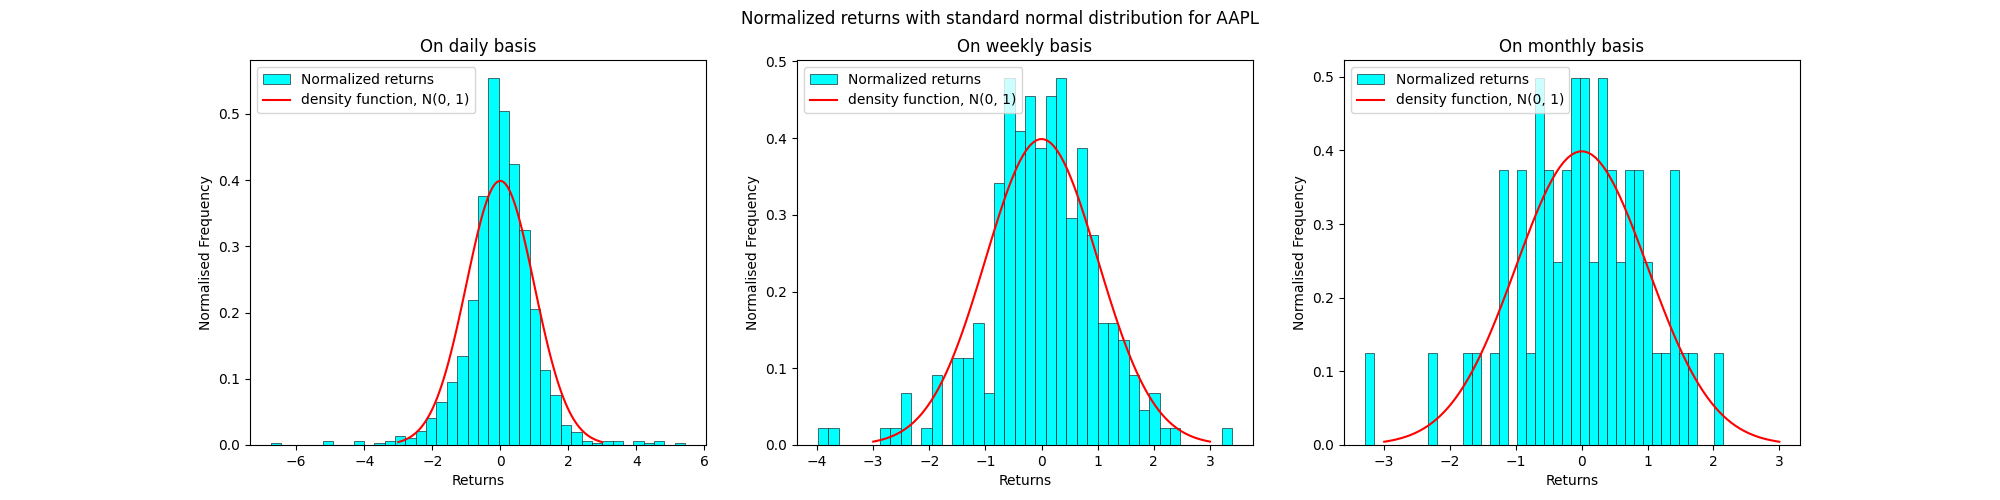 Normalized returns with standard normal distribution for AAPL
On daily basis
Normalized returns
density function, N(0, 1)
Normalised Frequency
0.5
0.4
0.3
0.2
0.1
0.0
−6 −4 −2 0 2 4 6
Returns
On weekly basis
Normalized returns
density function, N(0, 1)
Normalised Frequency
0.5
0.4
0.3
0.2
0.1
0.0
−4 −3 −2 −1 0 1 2 3
Returns
On monthly basis
Normalized returns
density function, N(0, 1)
Normalised Frequency
0.5
0.4
0.3
0.2
0.1
0.0
−3 −2 −1 0 1 2 3
Returns